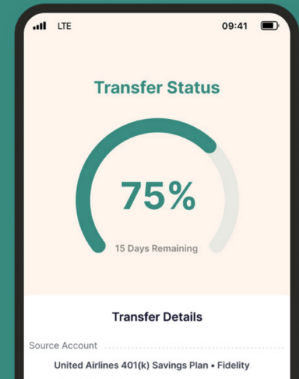 LTE 09:41
Transfer Status
75%
15 Days Remaining
Transfer Details
Source Account
United Airlines 401(k) Savings Plan • Fidelity